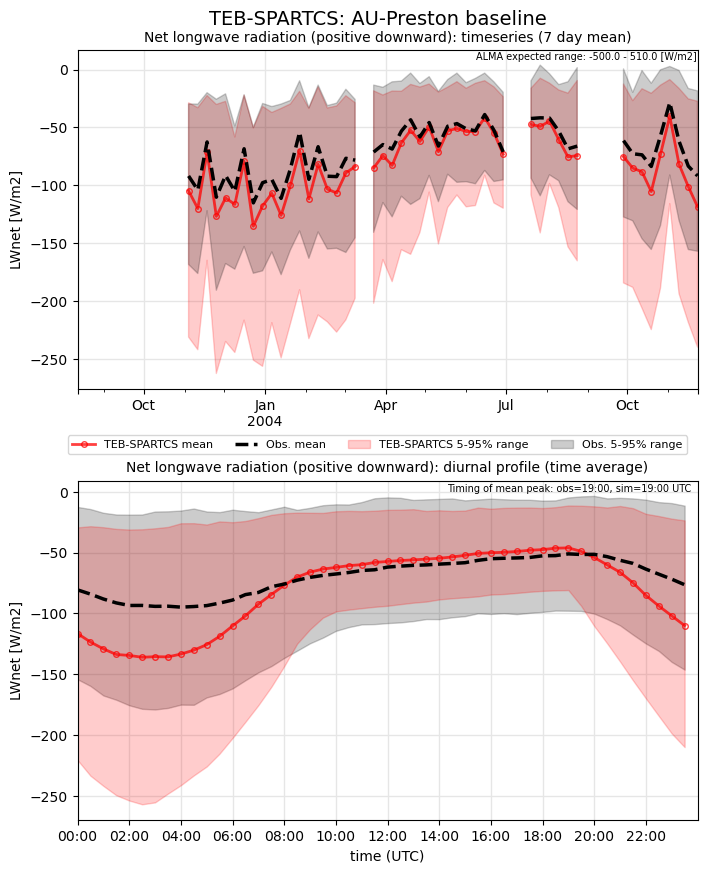 TEB-SPARTCS: AU-Preston baseline
Net longwave radiation (positive downward): timeseries (7 day mean)
ALMA expected range: -500.0 - 510.0 [W/m2]
0
−50
−100
−150
−200
−250
LWnet [W/m2]
Oct
Jan
2004
Apr
Jul
Oct
TEB-SPARTCS mean
Obs. mean
TEB-SPARTCS 5-95% range
Obs. 5-95% range
Net longwave radiation (positive downward): diurnal profile (time average)
Timing of mean peak: obs=19:00, sim=19:00 UTC
0
−50
−100
−150
−200
−250
LWnet [W/m2]
00:00
02:00
04:00
06:00
08:00
10:00
12:00
14:00
16:00
18:00
20:00
22:00
time (UTC)